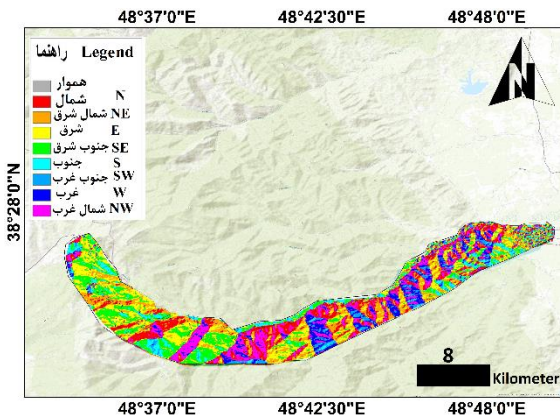 48°37'0"E 48°42'30"E 48°48'0"E
راهنما Legend
هموار
شمال N
شمال شرق NE
شرق E
جنوب شرق SE
جنوب S
جنوب غرب SW
غرب W
شمال غرب NW
N
38°28'0"N
8
Kilometer
48°37'0"E 48°42'30"E 48°48'0"E